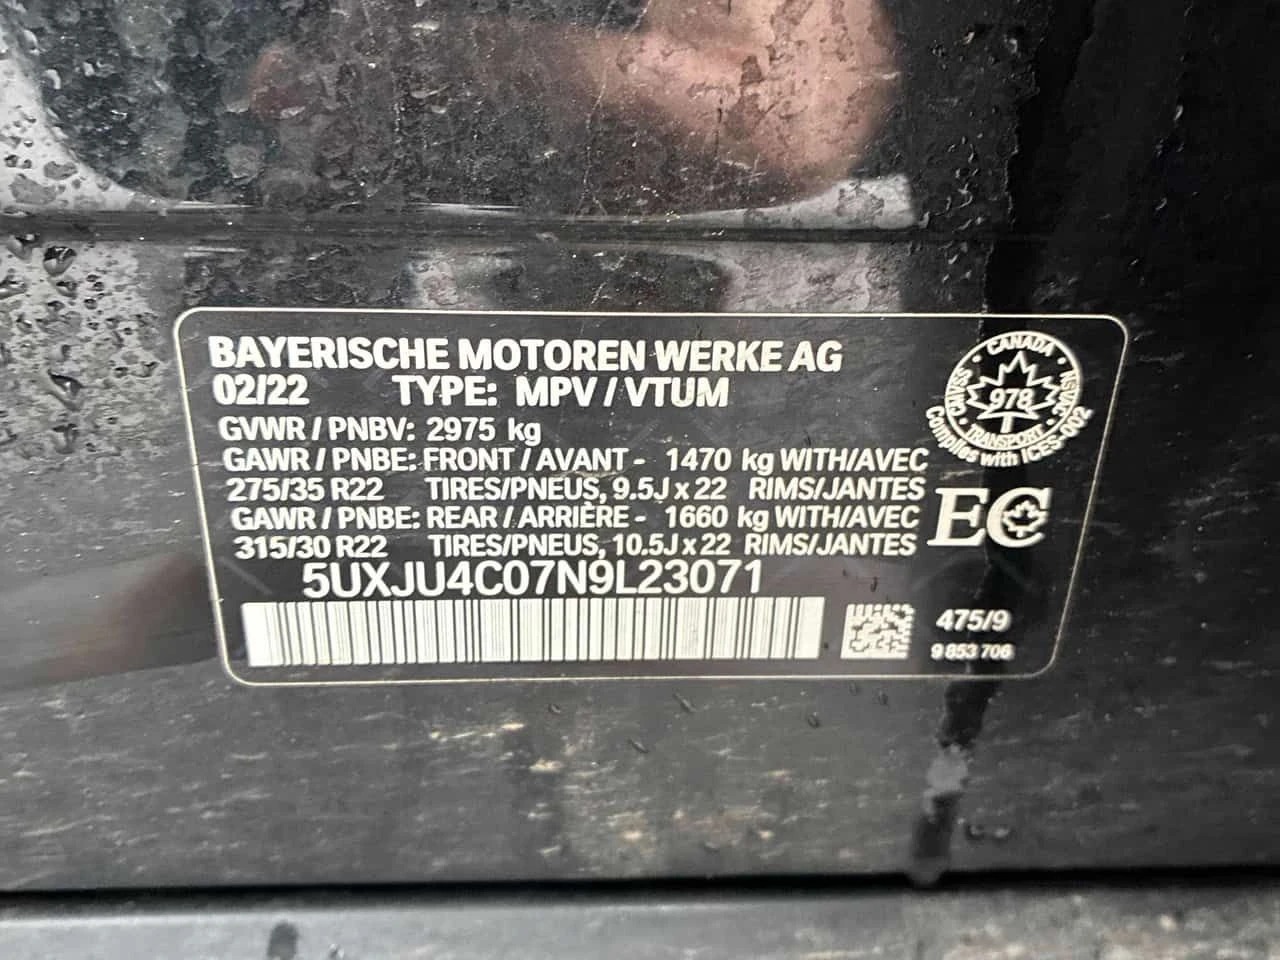 BAYERISCHE MOTOREN WERKE AG
02/22 TYPE: MPV / VTUM
GVWR / PNBV: 2975 kg
GAWR / PNBE: FRONT / AVANT - 1470 kg WITH/AVEC
275/35 R22 TIRES/PNEUS, 9.5J x 22 RIMS/JANTES
GAWR / PNBE: REAR / ARRIÈRE - 1660 kg WITH/AVEC
315/30 R22 TIRES/PNEUS, 10.5J x 22 RIMS/JANTES
5UXJU4C07N9L23071
CANADA
CMVSS 978 NSVAC
TRANSPORT
Complies with ICES-002
EC
475/9
9 853 706